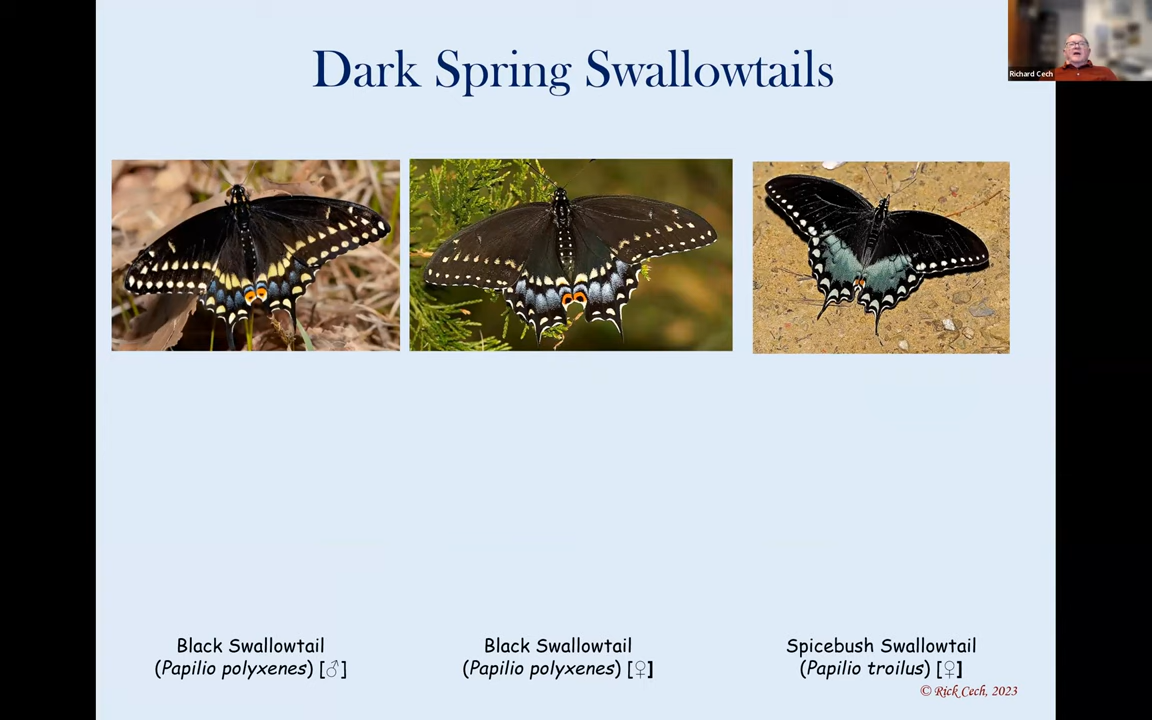 Dark Spring Swallowtails
Richard Cech
Black Swallowtail
(Papilio polyxenes) [♂]
Black Swallowtail
(Papilio polyxenes) [♀]
Spicebush Swallowtail
(Papilio troilus) [♀]
© Rick Cech, 2023